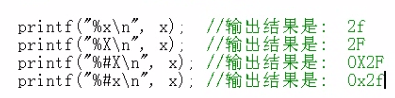 printf("%x\n", x);  //输出结果是:  2f
printf("%X\n", x);  //输出结果是:  2F
printf("%#X\n", x);  //输出结果是:  0X2F
printf("%#x\n", x);  //输出结果是:  0x2f